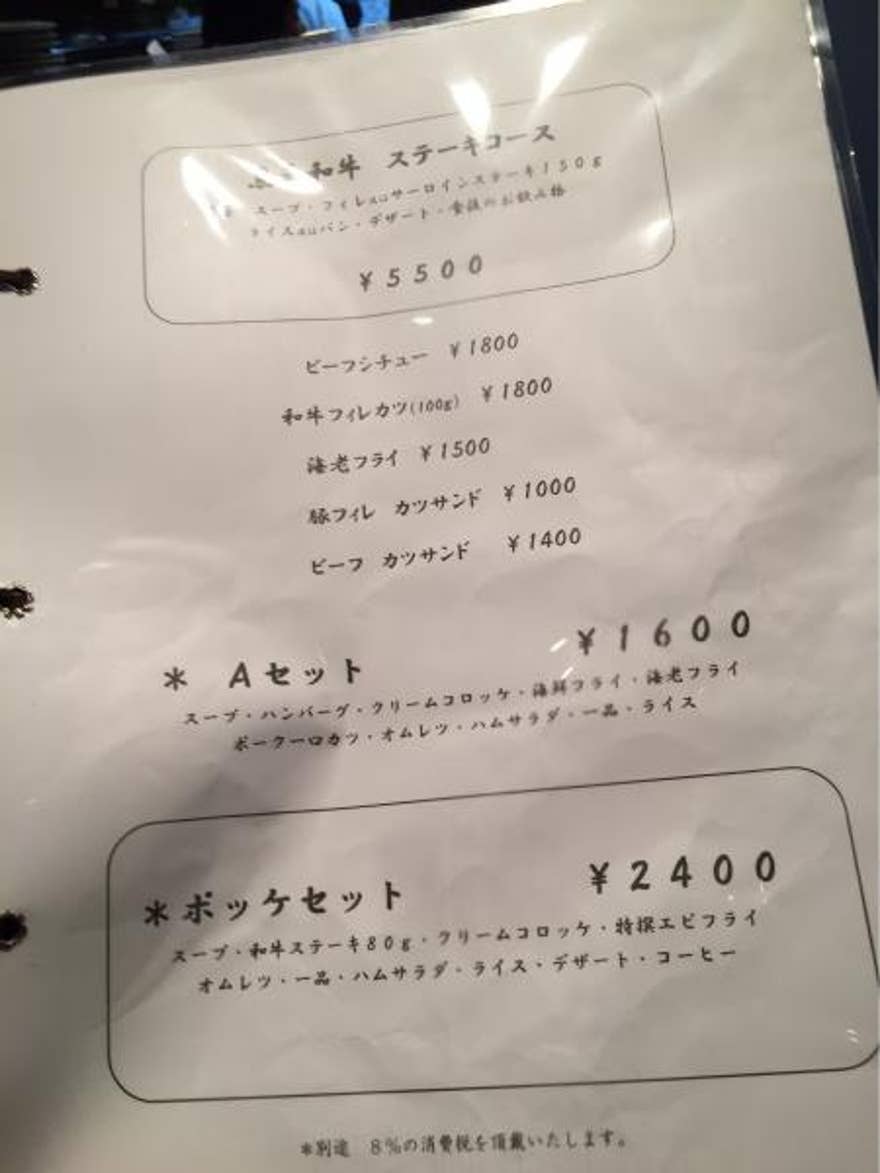 和牛 ステーキコース
スープ・フィレorサーロインステーキ150g
ライスorパン・デザート・食後のお飲み物
¥5500
ビーフシチュー ¥1800
和牛フィレカツ(100g) ¥1800
海老フライ ¥1500
豚フィレ カツサンド ¥1000
ビーフ カツサンド ¥1400
* Aセット ¥1600
スープ・ハンバーグ・クリームコロッケ・海鮮フライ・海老フライ
ポーク一口カツ・オムレツ・ハムサラダ・一品・ライス
*ポッケセット ¥2400
スープ・和牛ステーキ80g・クリームコロッケ・特撰エビフライ
オムレツ・一品・ハムサラダ・ライス・デザート・コーヒー
*別途 8%の消費税を頂戴いたします。